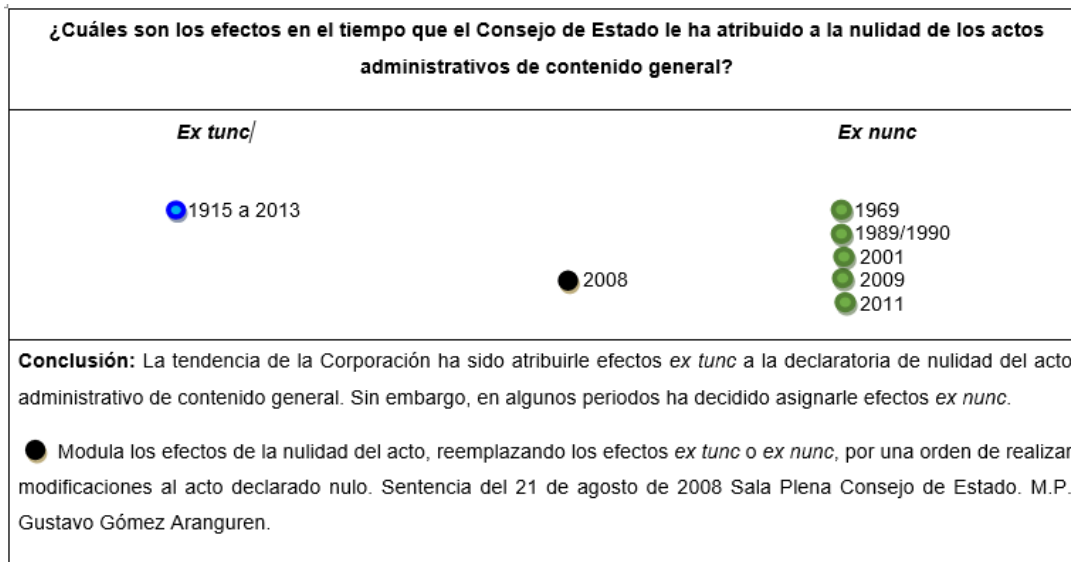 ¿Cuáles son los efectos en el tiempo que el Consejo de Estado le ha atribuido a la nulidad de los actos
administrativos de contenido general?
Ex tunc
Ex nunc
1915 a 2013
1969
1989/1990
2001
2008
2009
2011
Conclusión: La tendencia de la Corporación ha sido atribuirle efectos ex tunc a la declaratoria de nulidad del acto
administrativo de contenido general. Sin embargo, en algunos periodos ha decidido asignarle efectos ex nunc.
Modula los efectos de la nulidad del acto, reemplazando los efectos ex tunc o ex nunc, por una orden de realizar
modificaciones al acto declarado nulo. Sentencia del 21 de agosto de 2008 Sala Plena Consejo de Estado. M.P.
Gustavo Gómez Aranguren.